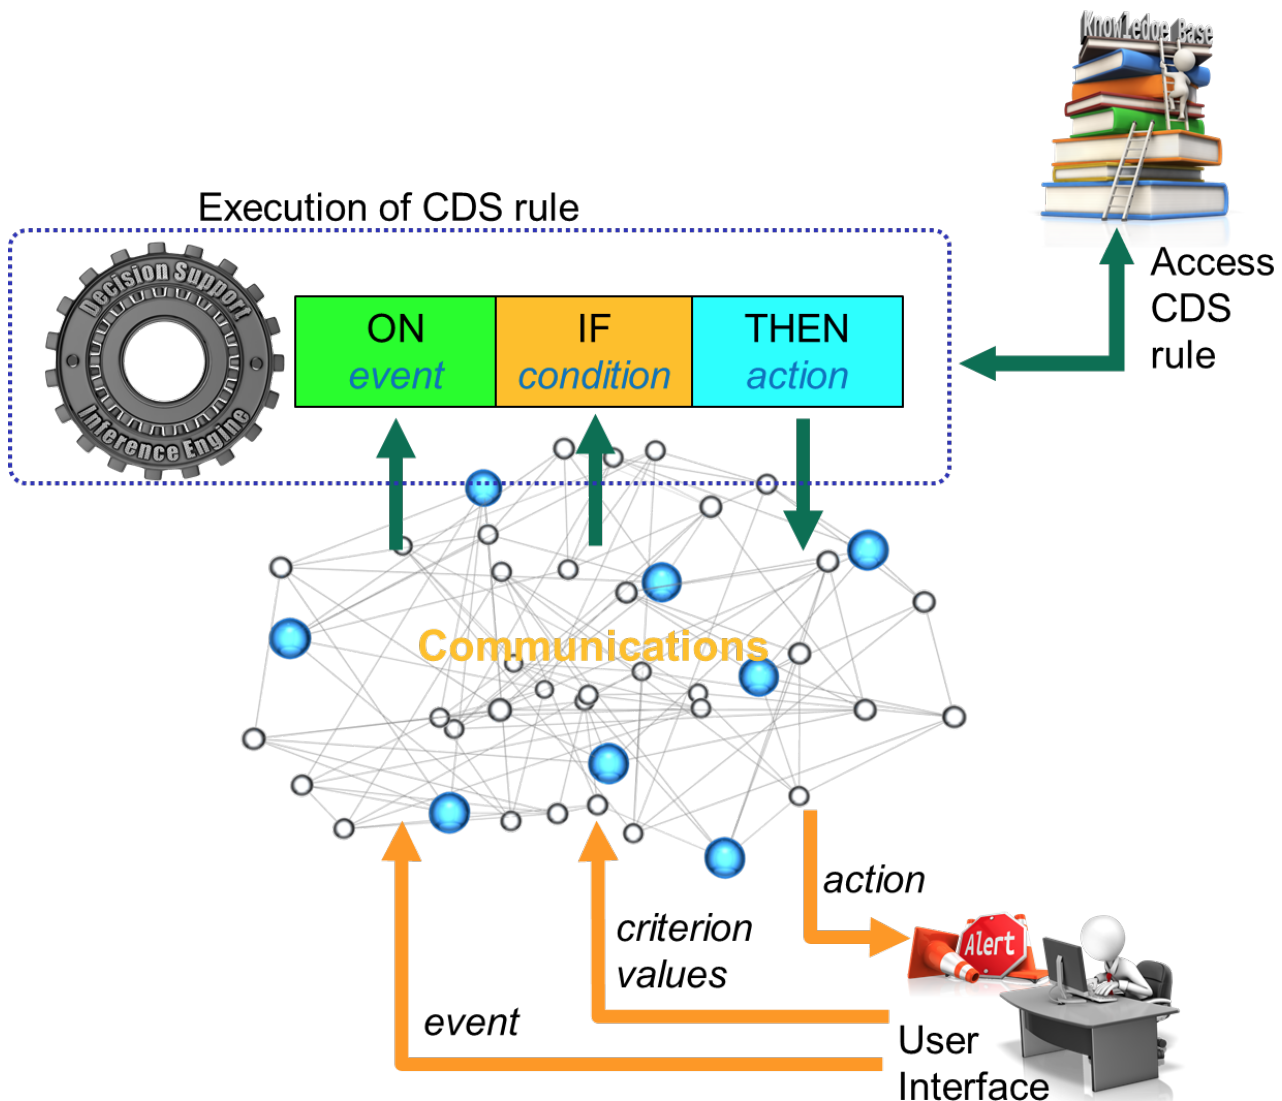 Knowledge Base
Execution of CDS rule
Decision Support
Inference Engine
ON
event
IF
condition
THEN
action
Access
CDS
rule
Communications
action
Alert
criterion
values
event
User
Interface